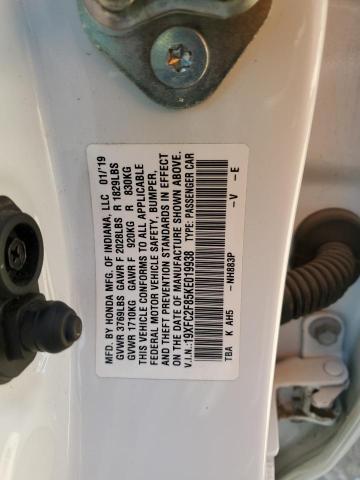 MFD. BY HONDA MFG. OF INDIANA, LLC 01/'19
GVWR 3769LBS GAWR F 2028LBS R 1829LBS
GVWR 1710KG GAWR F 920KG R 830KG
THIS VEHICLE CONFORMS TO ALL APPLICABLE
FEDERAL MOTOR VEHICLE SAFETY, BUMPER,
AND THEFT PREVENTION STANDARDS IN EFFECT
ON THE DATE OF MANUFACTURE SHOWN ABOVE.
V.I.N.:19XFC2F85KE019938 TYPE: PASSENGER CAR
-NH883P -V -E
TBA K AH5